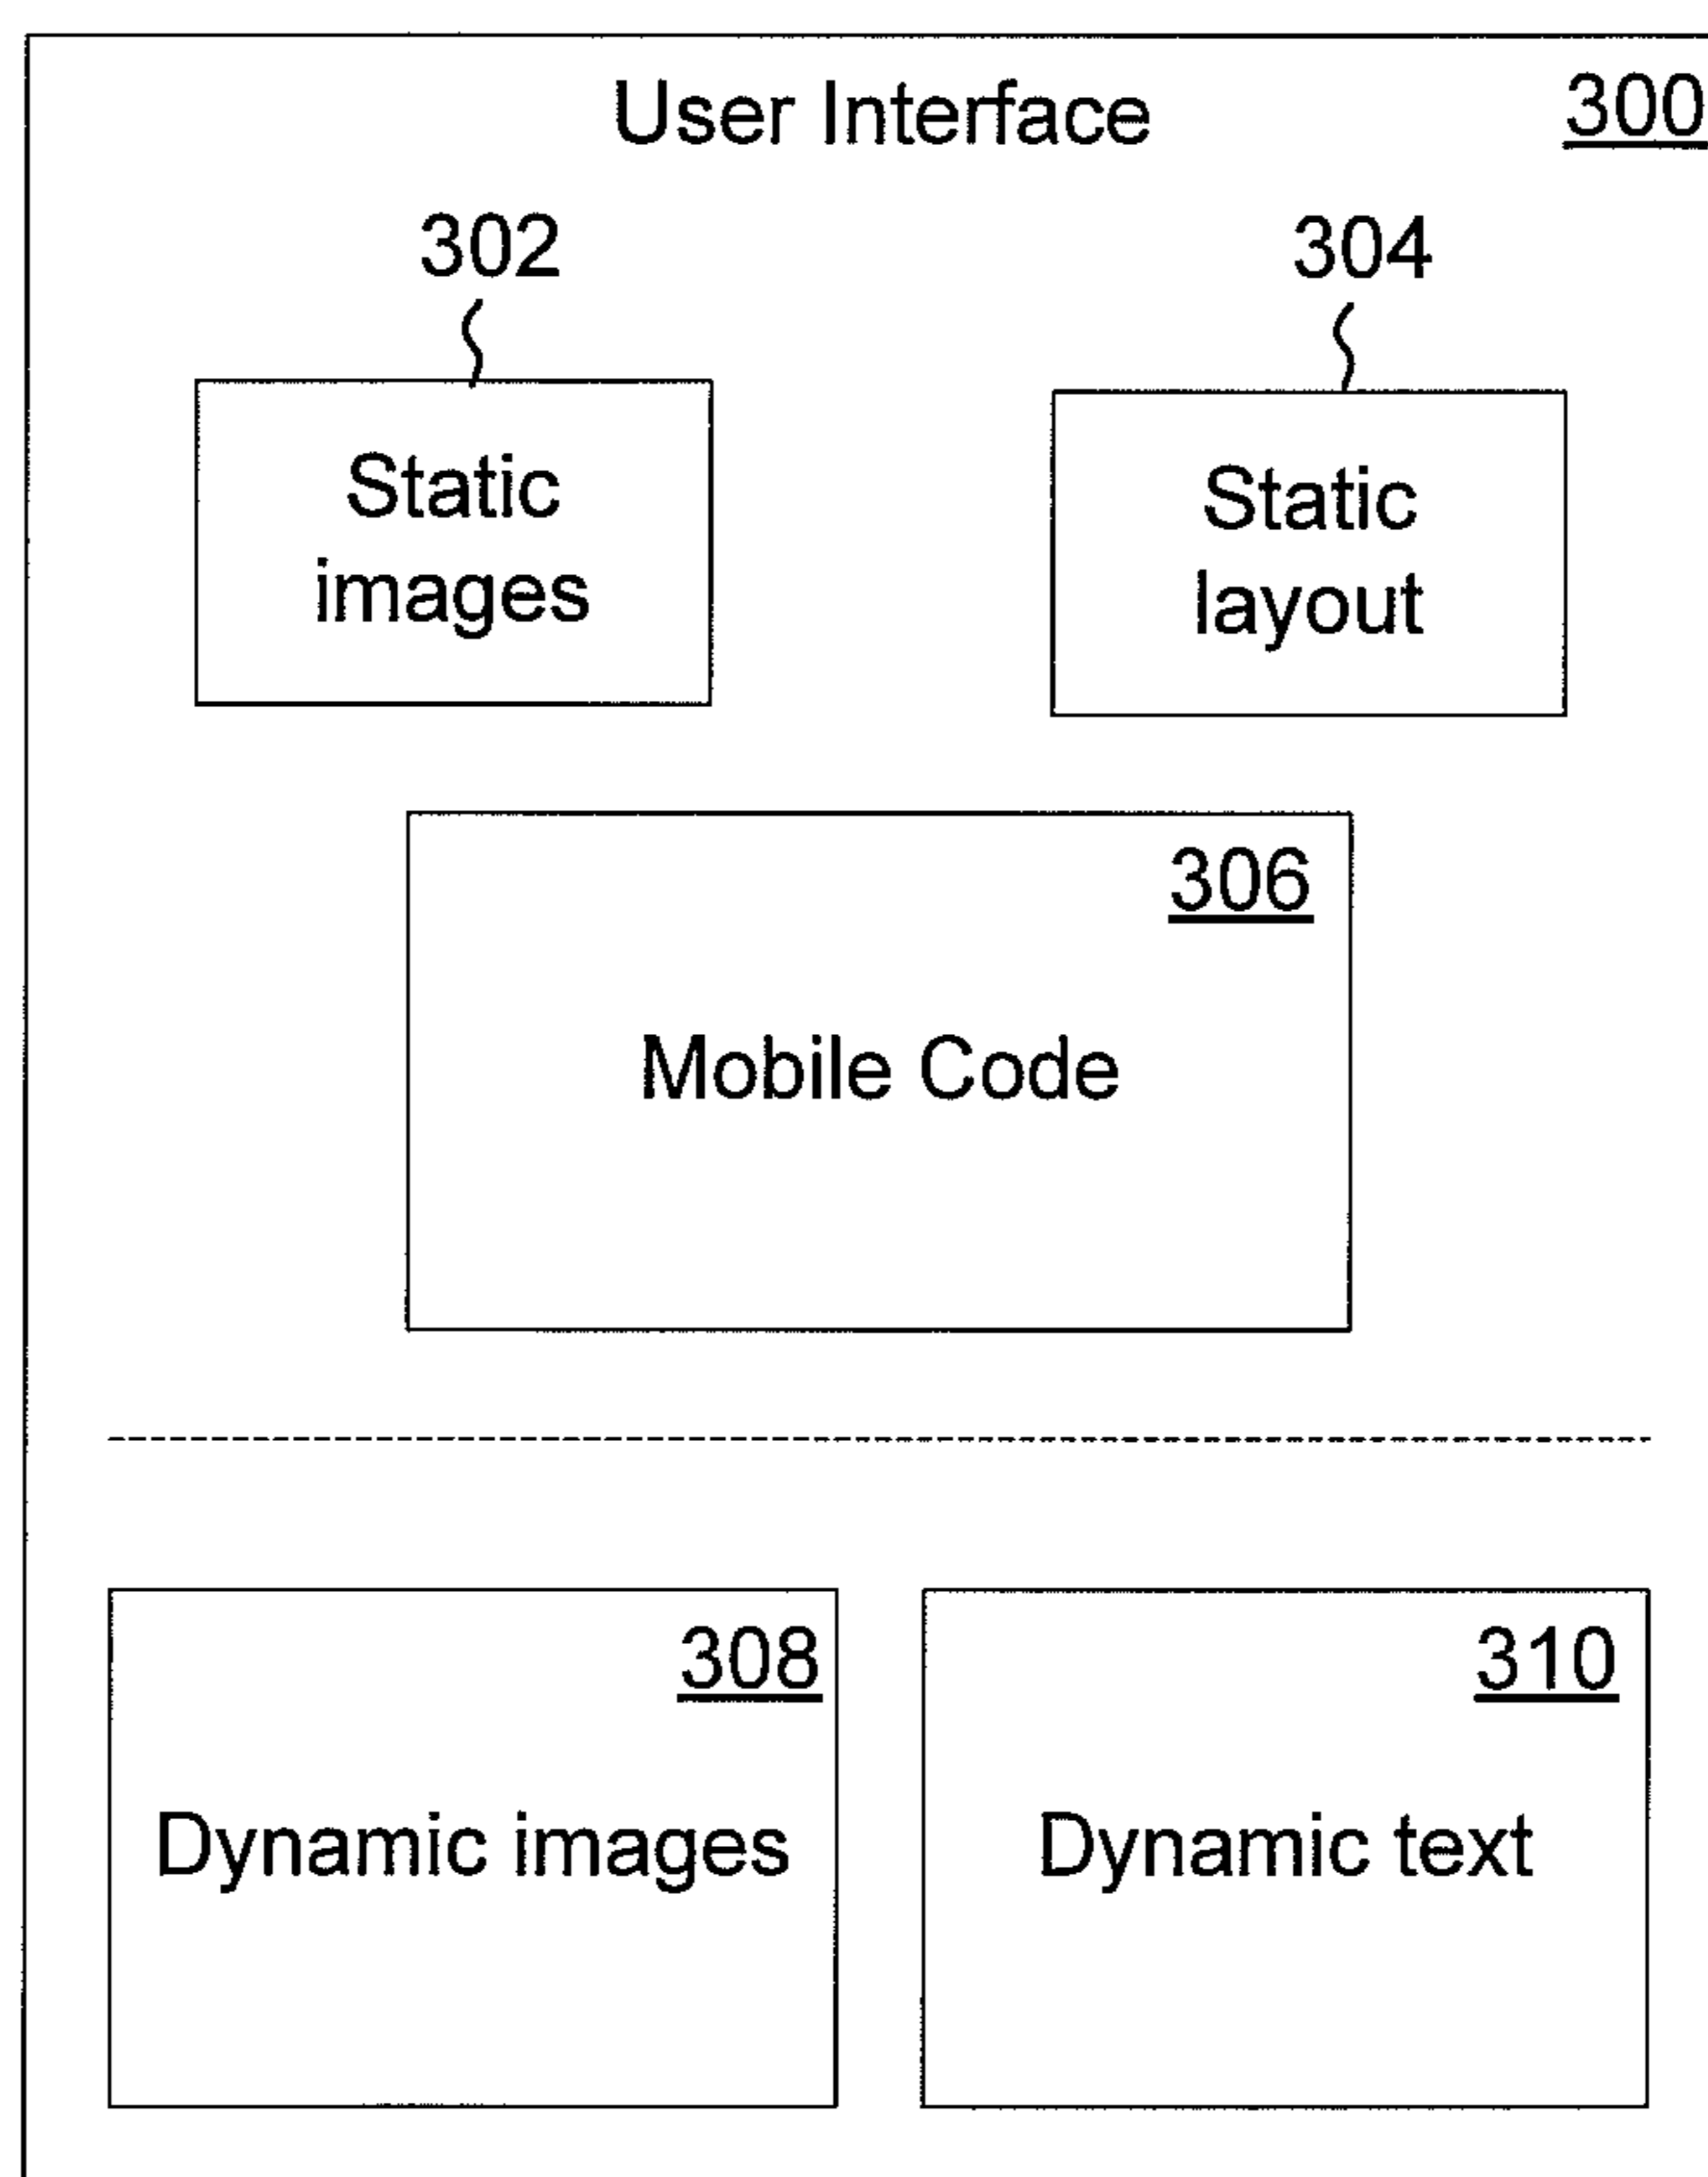 User Interface 300
302 304
Static
images
Static
layout
306
Mobile Code
308
Dynamic images
310
Dynamic text